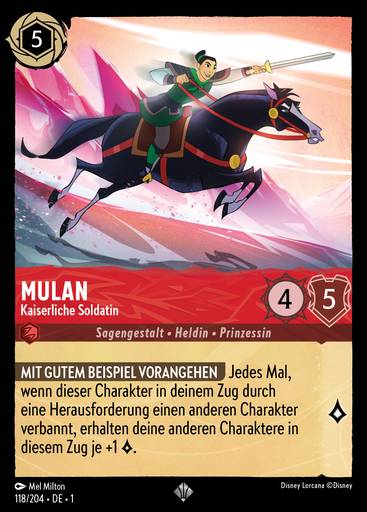 5
MULAN
Kaiserliche Soldatin
4
5
Sagengestalt • Heldin • Prinzessin
MIT GUTEM BEISPIEL VORANGEHEN Jedes Mal,
wenn dieser Charakter in deinem Zug durch
eine Herausforderung einen anderen Charakter
verbannt, erhalten deine anderen Charaktere in
diesem Zug je +1 .
Mel Milton
118/204 • DE • 1
Disney Lorcana ©Disney